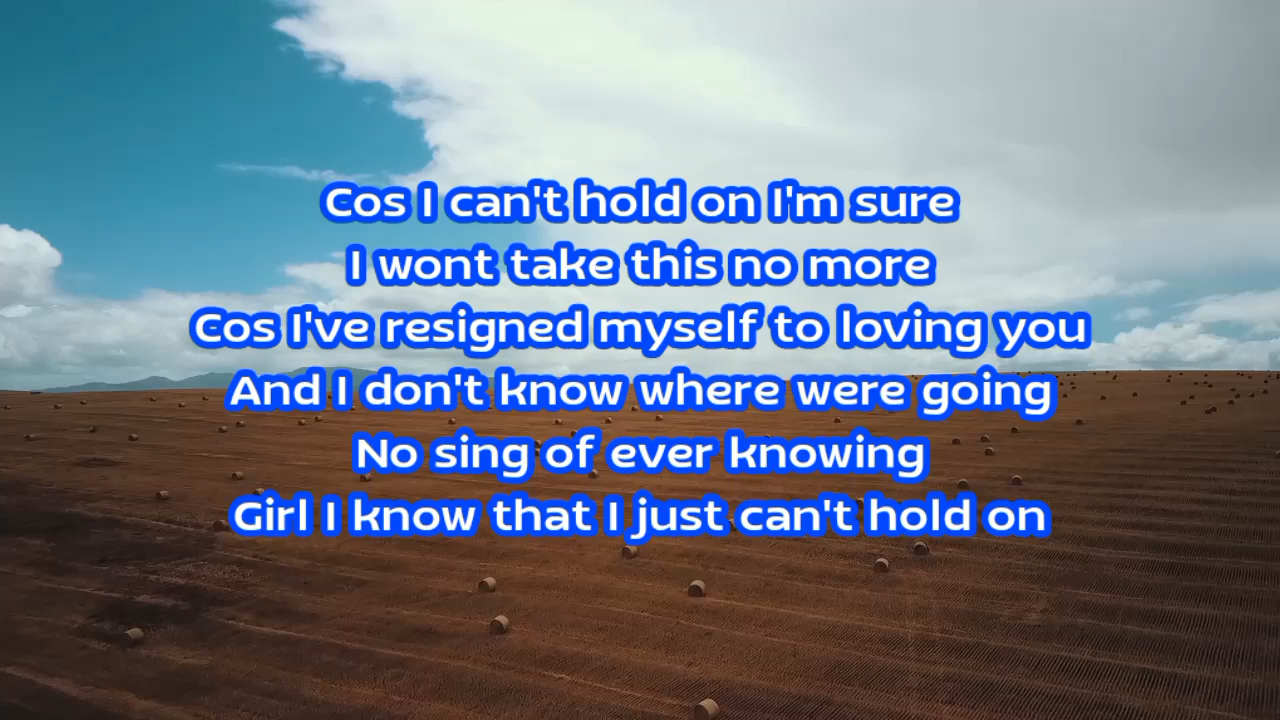 Cos I can't hold on I'm sure
I wont take this no more
Cos I've resigned myself to loving you
And I don't know where were going
No sing of ever knowing
Girl I know that I just can't hold on